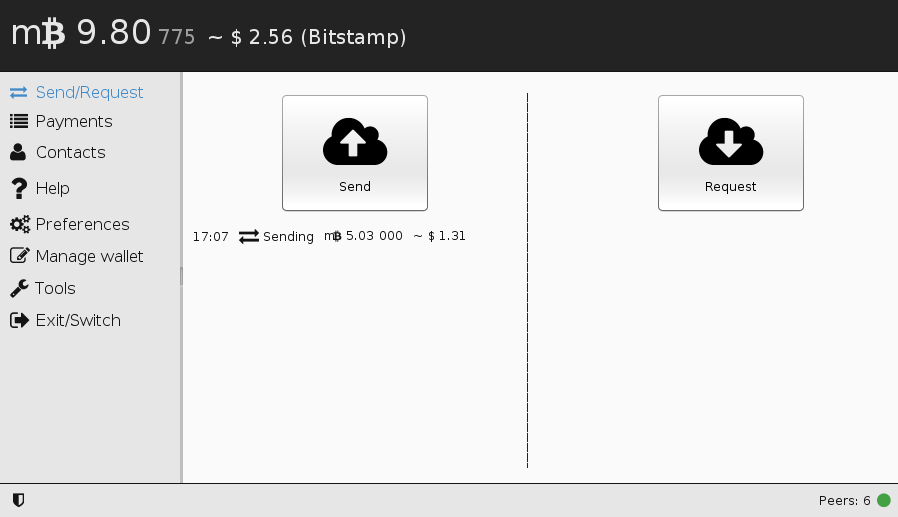 m₿ 9.80 775 ~ $ 2.56 (Bitstamp)
Send/Request
Payments
Contacts
Help
Preferences
Manage wallet
Tools
Exit/Switch
Send
Request
17:07 Sending m₿ 5.03 000 ~ $ 1.31
Peers: 6